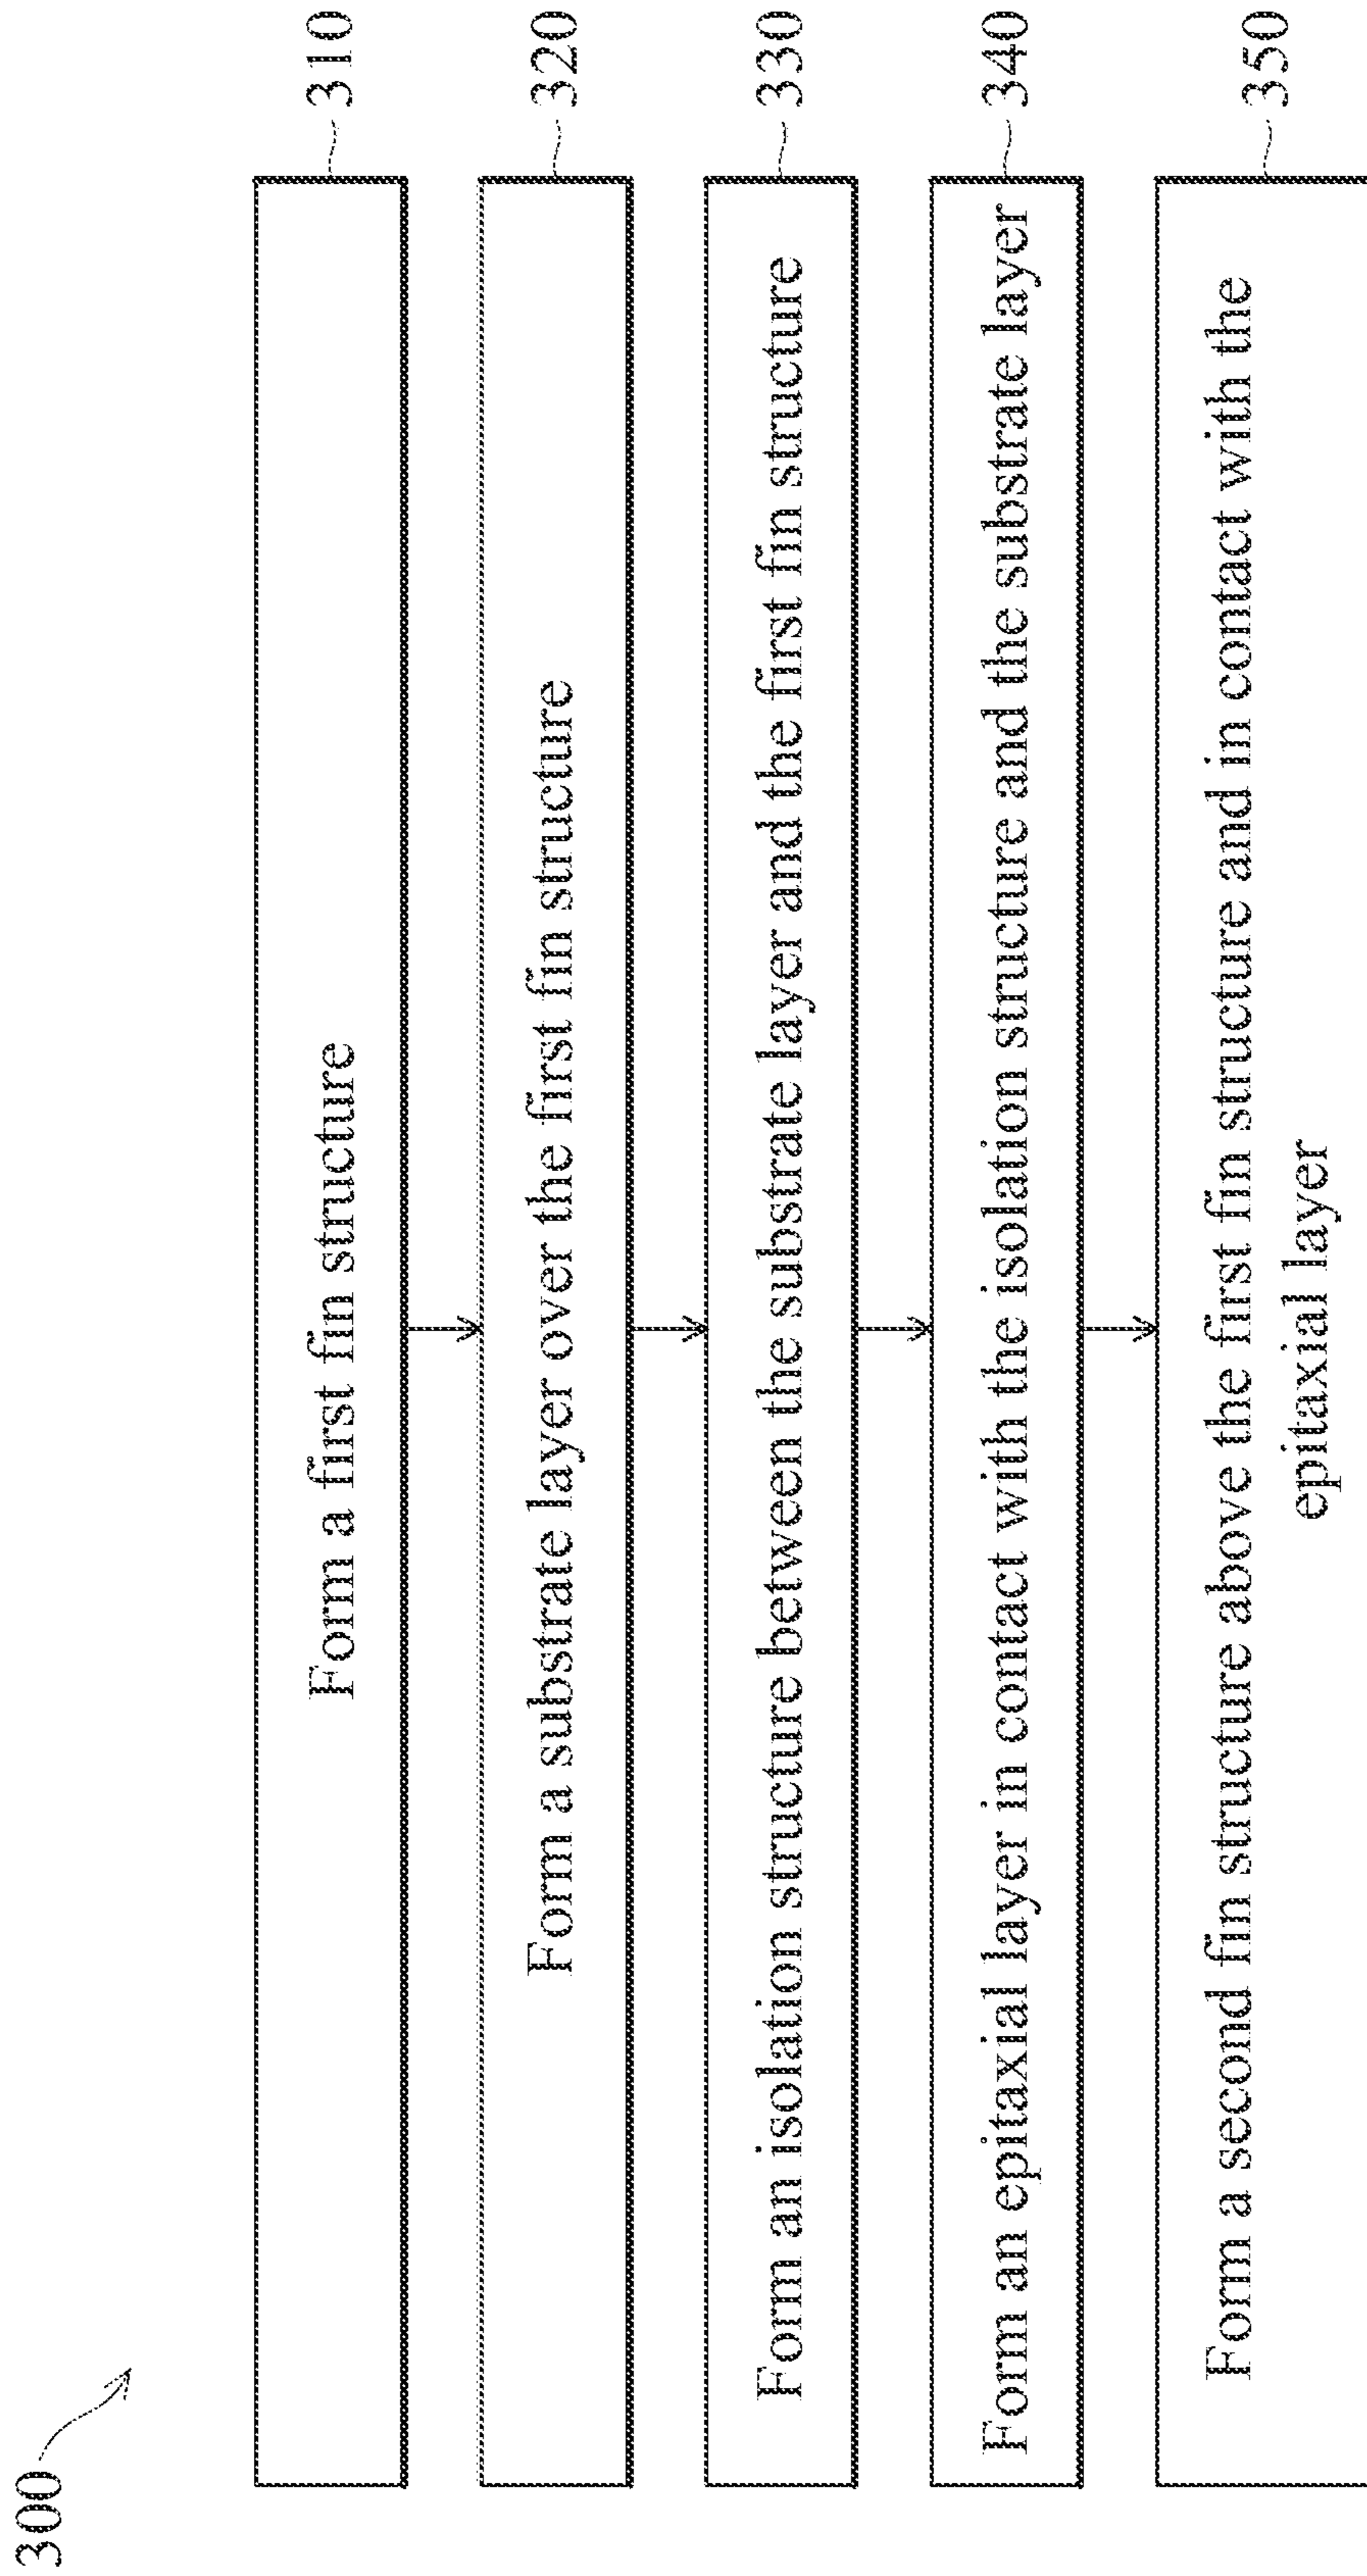 300
Form a first fin structure
310
Form a substrate layer over the first fin structure
320
Form an isolation structure between the substrate layer and the first fin structure
330
Form an epitaxial layer in contact with the isolation structure and the substrate layer
340
Form a second fin structure above the first fin structure and in contact with the
epitaxial layer
350